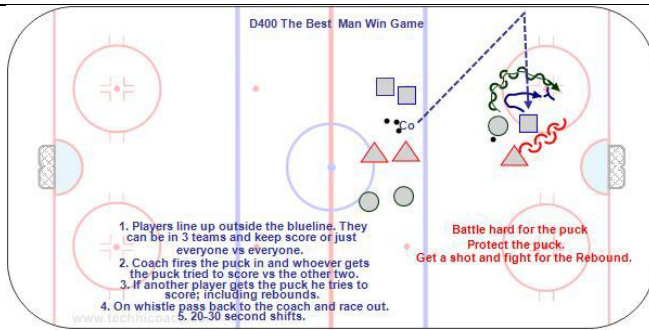 D400 The Best Man Win Game
Co
1. Players line up outside the blueline. They
can be in 3 teams and keep score or just
everyone vs everyone.
2. Coach fires the puck in and whoever gets
the puck tried to score vs the other two.
3. If another player gets the puck he tries to
score; including rebounds.
4. On whistle pass back to the coach and race out.
5. 20-30 second shifts.
Battle hard for the puck
Protect the puck.
Get a shot and fight for the Rebound.